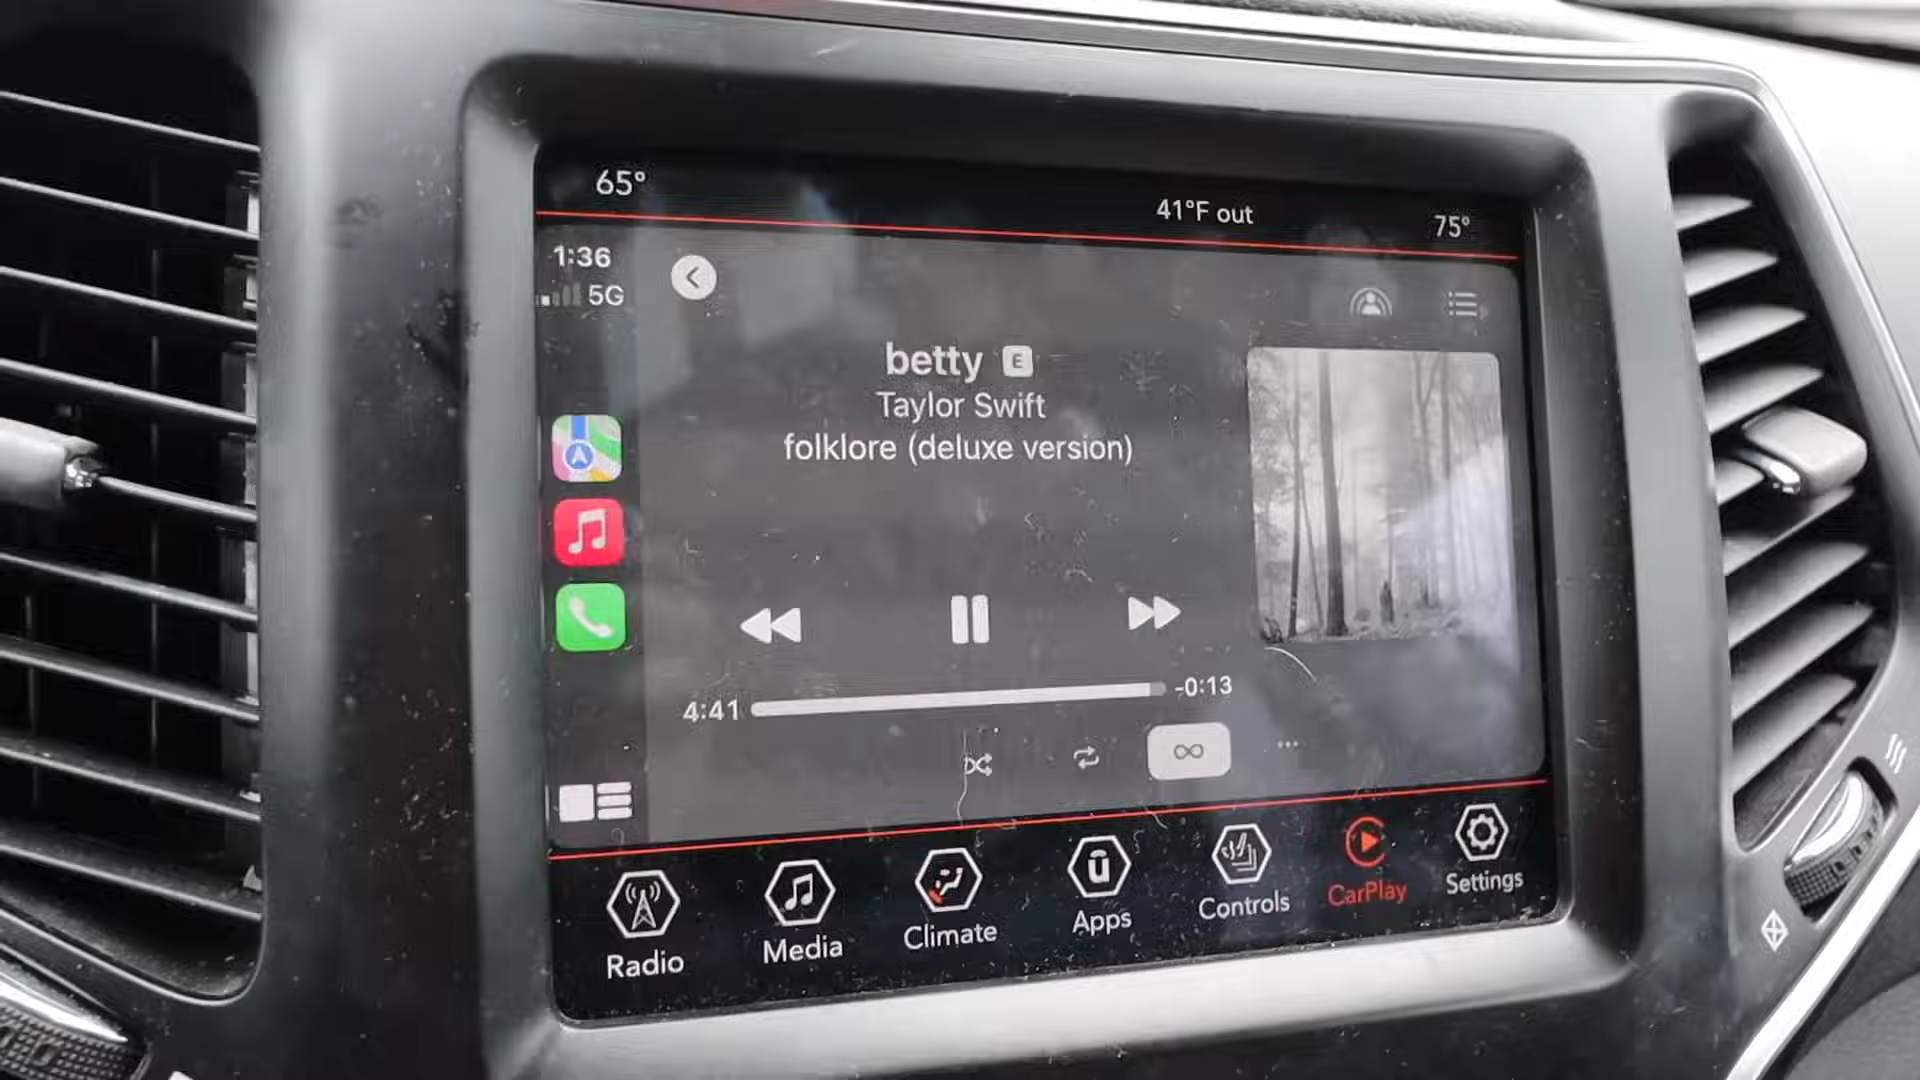 65°
41°F out
75°
1:36
5G
betty E
Taylor Swift
folklore (deluxe version)
4:41
-0:13
Radio
Media
Climate
Apps
Controls
CarPlay
Settings